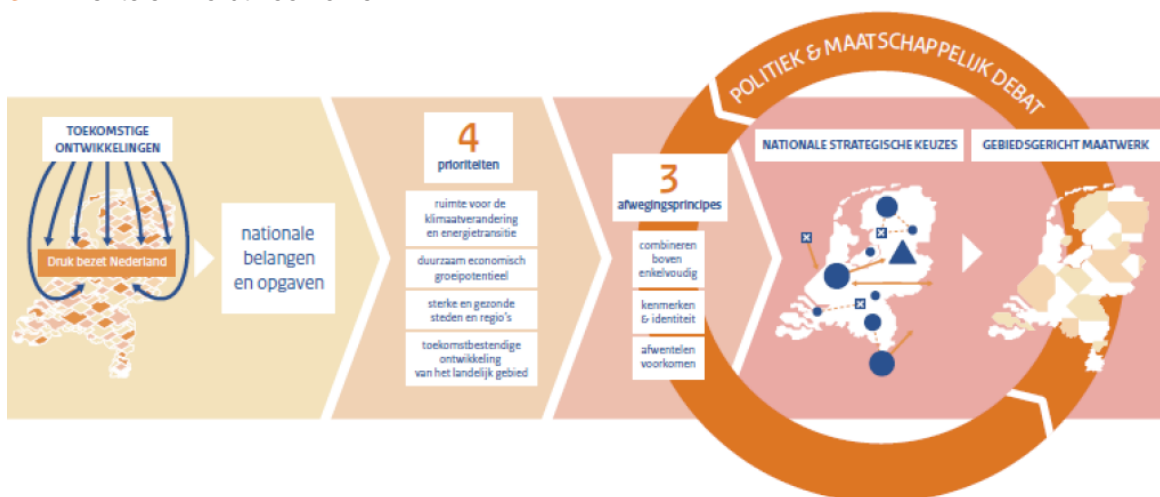 TOEKOMSTIGE
ONTWIKKELINGEN
Druk bezet Nederland
nationale
belangen
en opgaven
4
prioriteiten
ruimte voor de
klimaatverandering
en energietransitie
duurzaam economisch
groeipotentieel
sterke en gezonde
steden en regio's
toekomstbestendige
ontwikkeling
van het landelijk gebied
3
afwegingsprincipes
combineren
boven
enkelvoudig
kenmerken
& identiteit
afwentelen
voorkomen
POLITIEK & MAATSCHAPPELIJK DEBAT
NATIONALE STRATEGISCHE KEUZES
GEBIEDSGERICHT MAATWERK